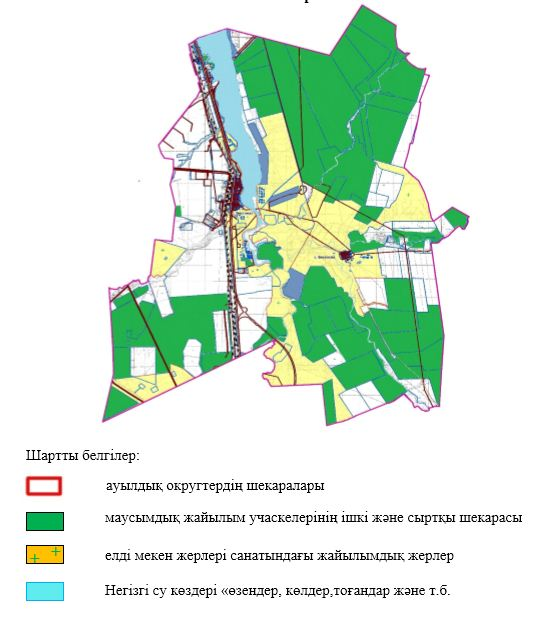 Шартты белгілер:
ауылдық округтердің шекаралары
маусымдық жайылым учаскелерінің ішкі және сыртқы шекарасы
елді мекен жерлері санатындағы жайылымдық жерлер
Негізгі су көздері «өзендер, көлдер,тоғандар және т.б.